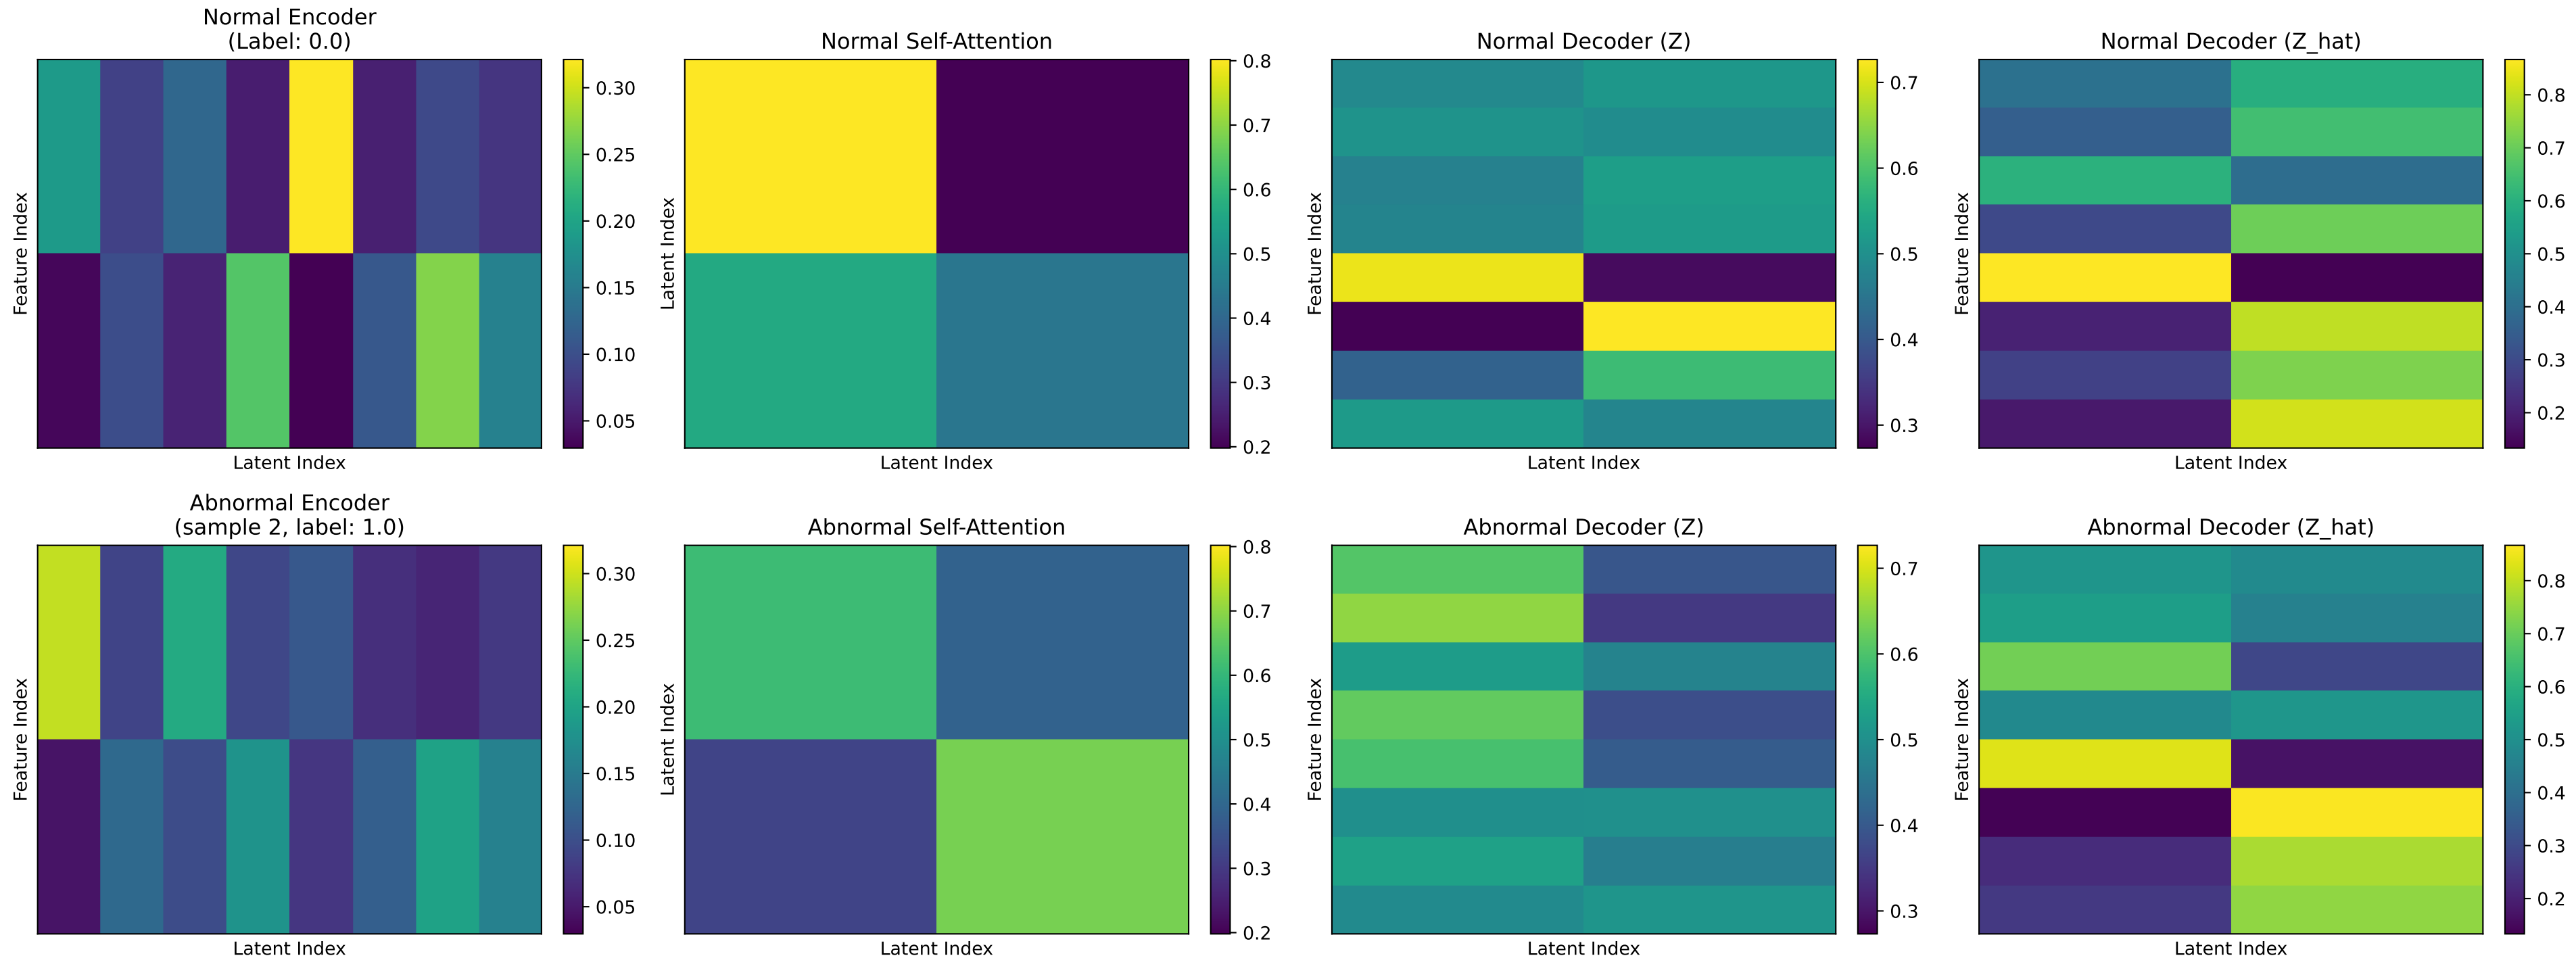 Normal Encoder
(Label: 0.0)
Feature Index
Latent Index
0.30
0.25
0.20
0.15
0.10
0.05
Normal Self-Attention
Latent Index
Latent Index
0.8
0.7
0.6
0.5
0.4
0.3
0.2
Normal Decoder (Z)
Feature Index
Latent Index
0.7
0.6
0.5
0.4
0.3
Normal Decoder (Z_hat)
Feature Index
Latent Index
0.8
0.7
0.6
0.5
0.4
0.3
0.2
Abnormal Encoder
(sample 2, label: 1.0)
Feature Index
Latent Index
0.30
0.25
0.20
0.15
0.10
0.05
Abnormal Self-Attention
Latent Index
Latent Index
0.8
0.7
0.6
0.5
0.4
0.3
0.2
Abnormal Decoder (Z)
Feature Index
Latent Index
0.7
0.6
0.5
0.4
0.3
Abnormal Decoder (Z_hat)
Feature Index
Latent Index
0.8
0.7
0.6
0.5
0.4
0.3
0.2